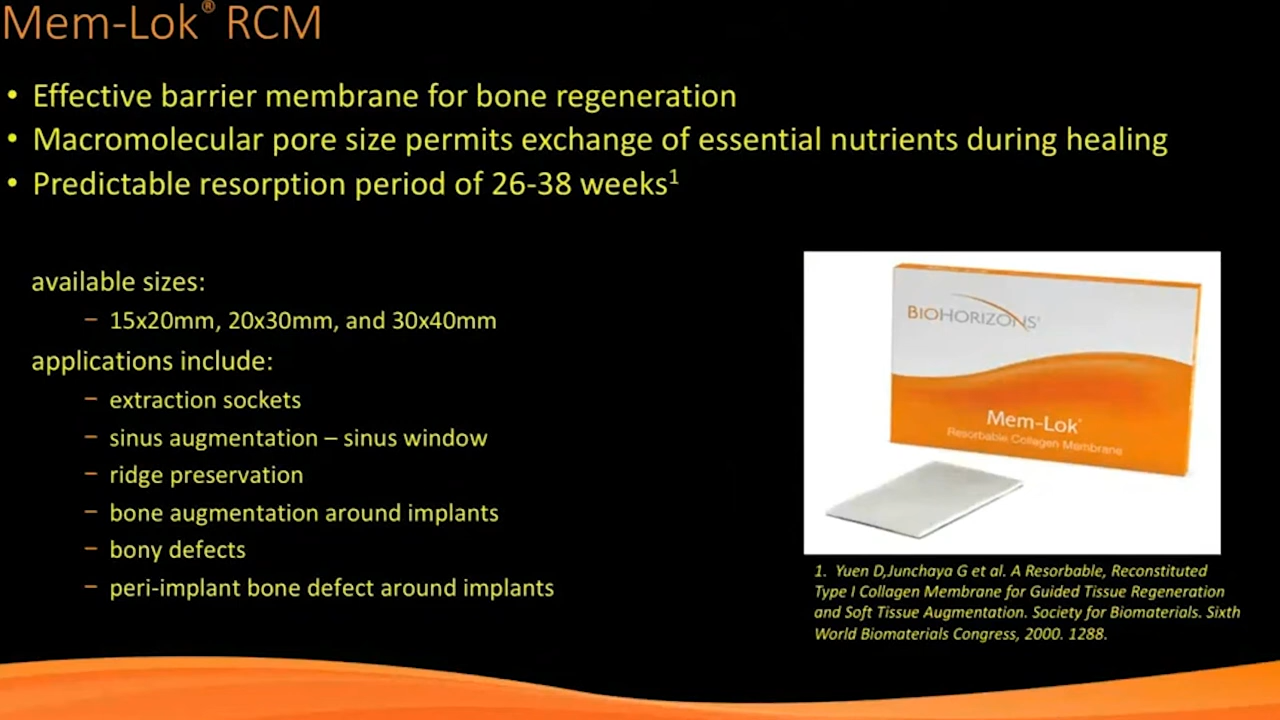 Mem-Lok® RCM
• Effective barrier membrane for bone regeneration
• Macromolecular pore size permits exchange of essential nutrients during healing
• Predictable resorption period of 26-38 weeks¹
available sizes:
– 15x20mm, 20x30mm, and 30x40mm
applications include:
– extraction sockets
– sinus augmentation – sinus window
– ridge preservation
– bone augmentation around implants
– bony defects
– peri-implant bone defect around implants
BIOHORIZONS®
Mem-Lok®
Resorbable Collagen Membrane
1. Yuen D,Junchaya G et al. A Resorbable, Reconstituted
Type I Collagen Membrane for Guided Tissue Regeneration
and Soft Tissue Augmentation. Society for Biomaterials. Sixth
World Biomaterials Congress, 2000. 1288.